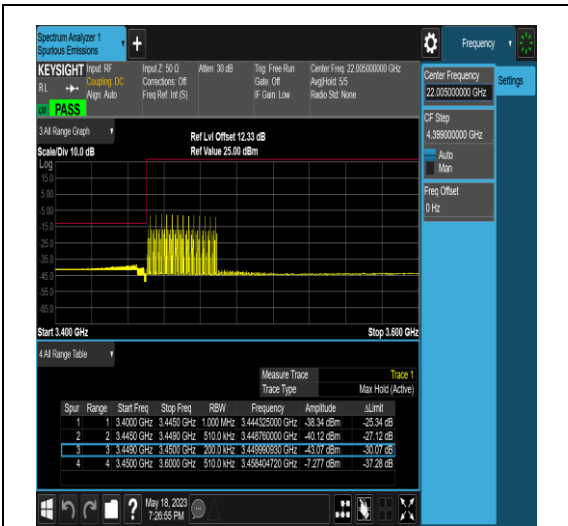 Spectrum Analyzer 1
Spurious Emissions
Frequency
KEYSIGHT Input: RF Input Z: 50 Ω Atten: 30 dB Trig: Free Run Center Freq: 22.005000000 GHz
RL Coupling: DC Corrections: Off Gate: Off Avg|Hold: 5/5
Align: Auto Freq Ref: Int (S) IF Gain: Low Radio Std: None
PASS
Center Frequency
22.005000000 GHz
Settings
CF Step
4.399000000 GHz
Auto
Man
Freq Offset
0 Hz
3 All Range Graph
Ref Lvl Offset 12.33 dB
Scale/Div 10.0 dB Ref Value 25.00 dBm
Log
15.0
5.00
-5.00
-15.0
-25.0
-35.0
-45.0
-55.0
-65.0
Start 3.400 GHz Stop 3.600 GHz
4 All Range Table
Measure Trace Trace 1
Trace Type Max Hold (Active)
Spur Range Start Freq Stop Freq RBW Frequency Amplitude ΔLimit
1 1 3.4000 GHz 3.4450 GHz 1.000 MHz 3.444325000 GHz -38.34 dBm -25.34 dB
2 2 3.4450 GHz 3.4490 GHz 510.0 kHz 3.448760000 GHz -40.12 dBm -27.12 dB
3 3 3.4490 GHz 3.4500 GHz 200.0 kHz 3.449990930 GHz -43.07 dBm -30.07 dB
4 4 3.4500 GHz 3.6000 GHz 510.0 kHz 3.458404720 GHz -7.277 dBm -37.28 dB
May 18, 2023
7:26:55 PM